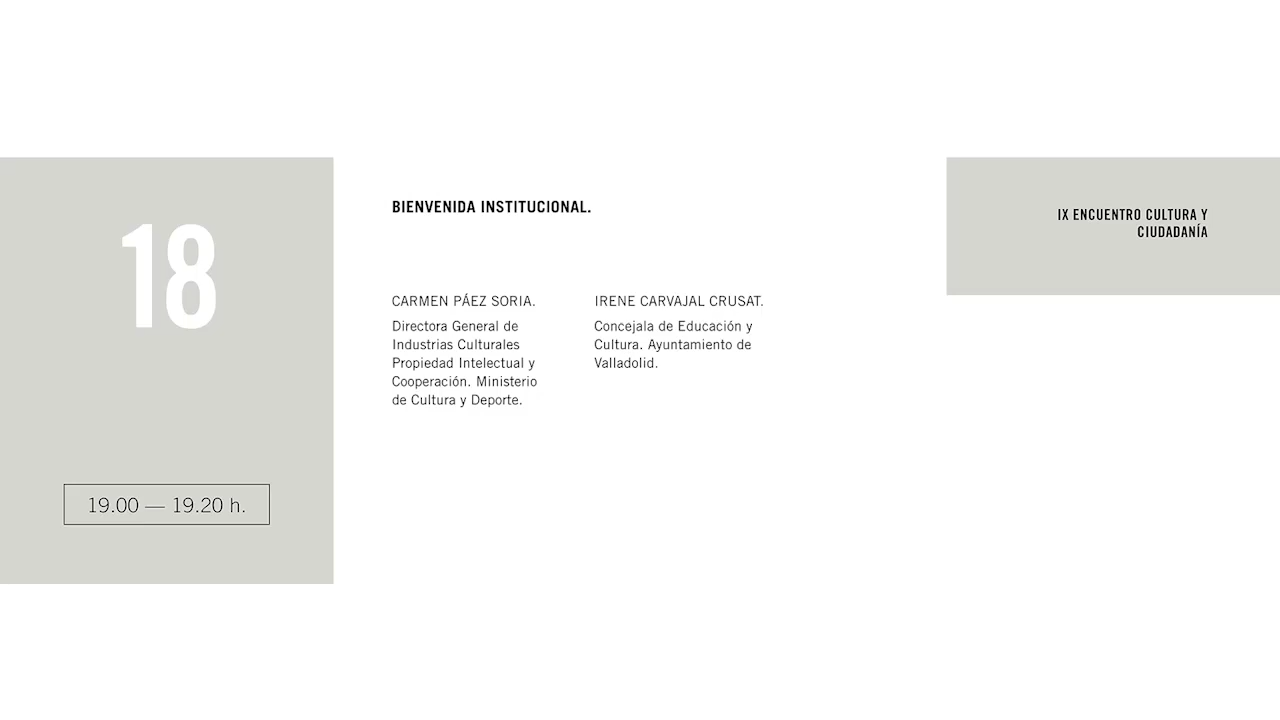 18
19.00 — 19.20 h.
BIENVENIDA INSTITUCIONAL.
CARMEN PÁEZ SORIA.
Directora General de
Industrias Culturales
Propiedad Intelectual y
Cooperación. Ministerio
de Cultura y Deporte.
IRENE CARVAJAL CRUSAT.
Concejala de Educación y
Cultura. Ayuntamiento de
Valladolid.
IX ENCUENTRO CULTURA Y
CIUDADANÍA